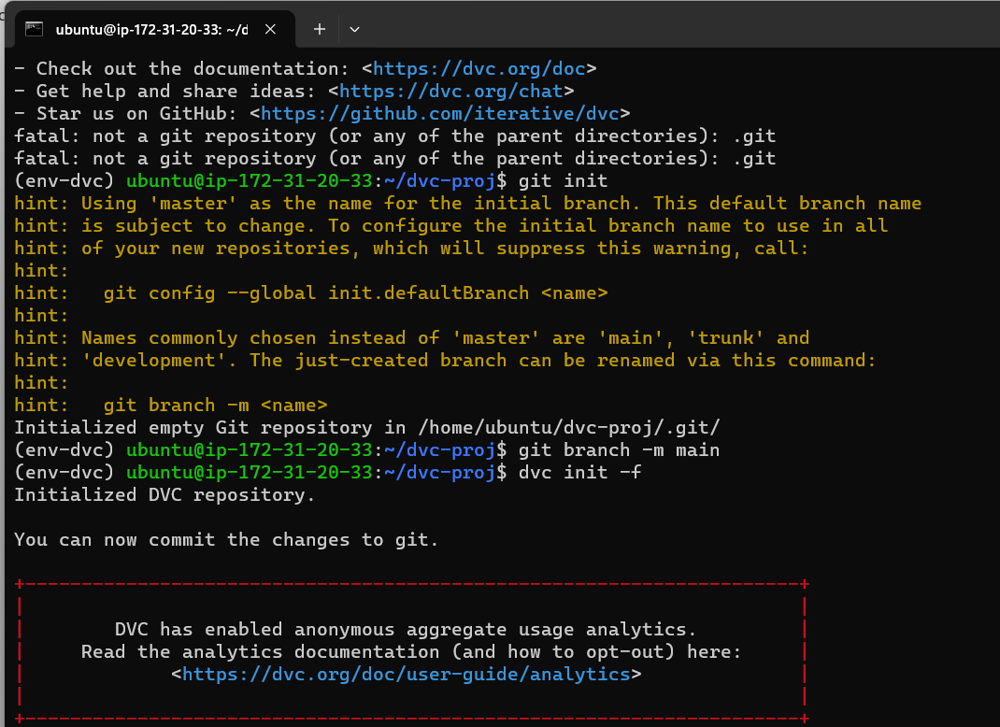 ubuntu@ip-172-31-20-33: ~/d
- Check out the documentation: <https://dvc.org/doc>
- Get help and share ideas: <https://dvc.org/chat>
- Star us on GitHub: <https://github.com/iterative/dvc>
fatal: not a git repository (or any of the parent directories): .git
fatal: not a git repository (or any of the parent directories): .git
(env-dvc) ubuntu@ip-172-31-20-33:~/dvc-proj$ git init
hint: Using 'master' as the name for the initial branch. This default branch name
hint: is subject to change. To configure the initial branch name to use in all
hint: of your new repositories, which will suppress this warning, call:
hint:
hint:   git config --global init.defaultBranch <name>
hint:
hint: Names commonly chosen instead of 'master' are 'main', 'trunk' and
hint: 'development'. The just-created branch can be renamed via this command:
hint:
hint:   git branch -m <name>
Initialized empty Git repository in /home/ubuntu/dvc-proj/.git/
(env-dvc) ubuntu@ip-172-31-20-33:~/dvc-proj$ git branch -m main
(env-dvc) ubuntu@ip-172-31-20-33:~/dvc-proj$ dvc init -f
Initialized DVC repository.
You can now commit the changes to git.
DVC has enabled anonymous aggregate usage analytics.
Read the analytics documentation (and how to opt-out) here:
<https://dvc.org/doc/user-guide/analytics>